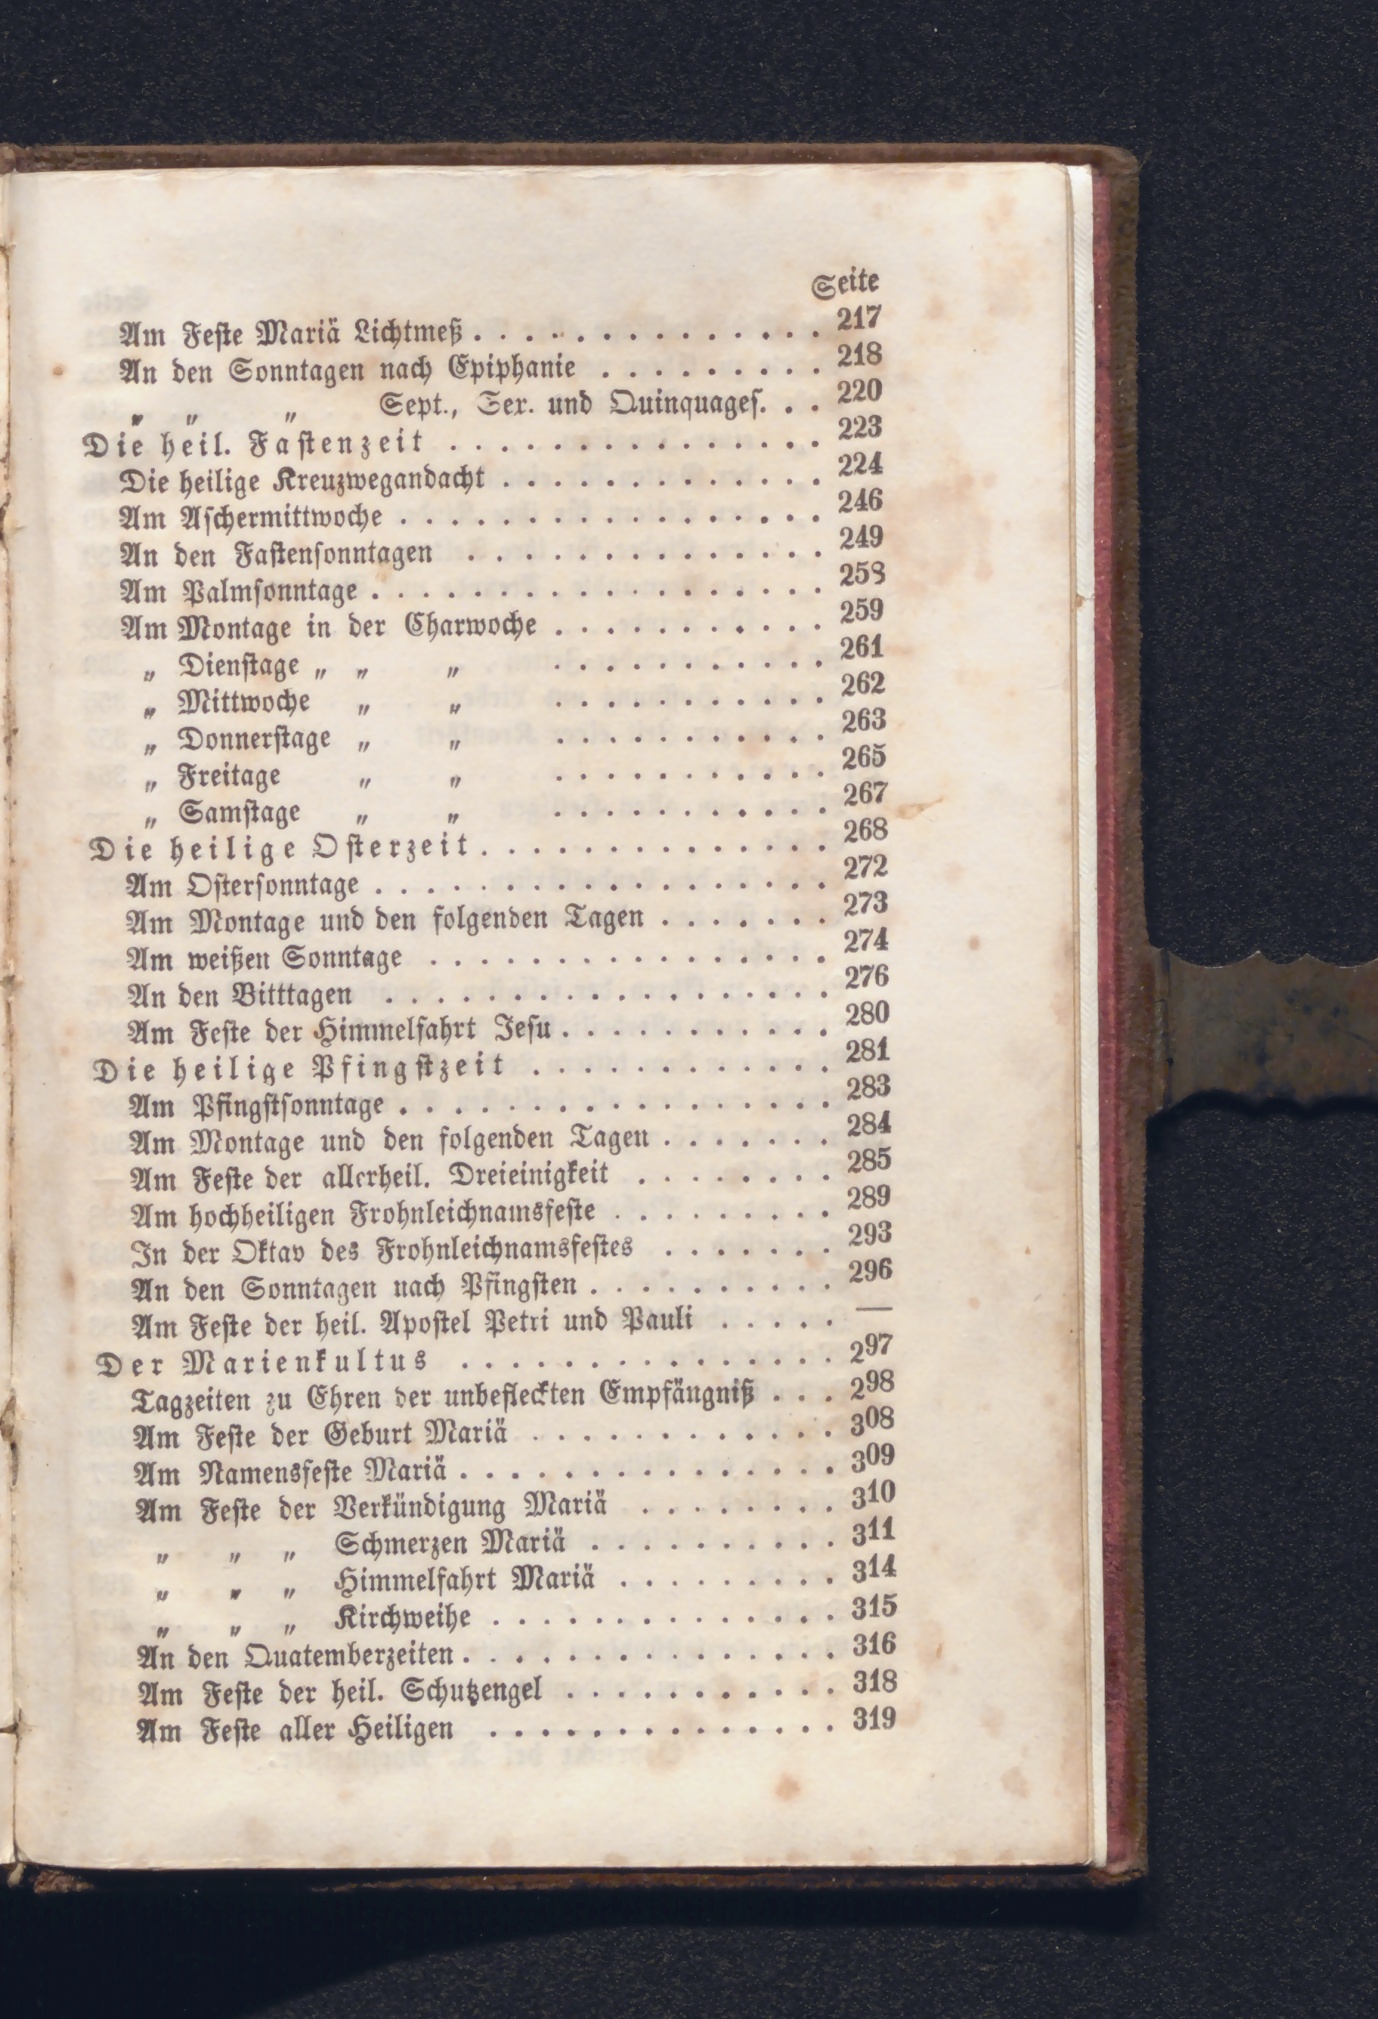 Seite
Am Feste Mariä Lichtmeß . . . . . . . . . . . . . . 217
An den Sonntagen nach Epiphanie . . . . . . . . . 218
„ „ „ Sept., Sex. und Quinquages. . . 220
Die heil. Fastenzeit . . . . . . . . . . . . . . 223
Die heilige Kreuzwegandacht . . . . . . . . . . . . 224
Am Aschermittwoche . . . . . . . . . . . . . . . . 246
An den Fastensonntagen . . . . . . . . . . . . . . 249
Am Palmsonntage . . . . . . . . . . . . . . . . . 258
Am Montage in der Charwoche . . . . . . . . . . . 259
„ Dienstage „ „ „ . . . . . . . . . . . 261
„ Mittwoche „ „ . . . . . . . . . . . 262
„ Donnerstage „ „ . . . . . . . . . . . 263
„ Freitage „ „ . . . . . . . . . . . 265
„ Samstage „ „ . . . . . . . . . . . 267
Die heilige Osterzeit . . . . . . . . . . . . . . 268
Am Ostersonntage . . . . . . . . . . . . . . . . . 272
Am Montage und den folgenden Tagen . . . . . . . 273
Am weißen Sonntage . . . . . . . . . . . . . . . . 274
An den Bitttagen . . . . . . . . . . . . . . . . . 276
Am Feste der Himmelfahrt Jesu . . . . . . . . . . . 280
Die heilige Pfingstzeit . . . . . . . . . . . . 281
Am Pfingstsonntage . . . . . . . . . . . . . . . . 283
Am Montage und den folgenden Tagen . . . . . . . 284
Am Feste der allerheil. Dreieinigkeit . . . . . . . . 285
Am hochheiligen Frohnleichnamsfeste . . . . . . . . . 289
In der Oktav des Frohnleichnamsfestes . . . . . . . 293
An den Sonntagen nach Pfingsten . . . . . . . . . . 296
Am Feste der heil. Apostel Petri und Pauli . . . . . —
Der Marienkultus . . . . . . . . . . . . . . . 297
Tagzeiten zu Ehren der unbefleckten Empfängniß . . . 298
Am Feste der Geburt Mariä . . . . . . . . . . . . 308
Am Namensfeste Mariä . . . . . . . . . . . . . . . 309
Am Feste der Verkündigung Mariä . . . . . . . . 310
„ „ „ Schmerzen Mariä . . . . . . . . . . 311
„ „ „ Himmelfahrt Mariä . . . . . . . . . 314
„ „ „ Kirchweihe . . . . . . . . . . . . . . 315
An den Quatemberzeiten . . . . . . . . . . . . . . 316
Am Feste der heil. Schutzengel . . . . . . . . . . . 318
Am Feste aller Heiligen . . . . . . . . . . . . . . 319